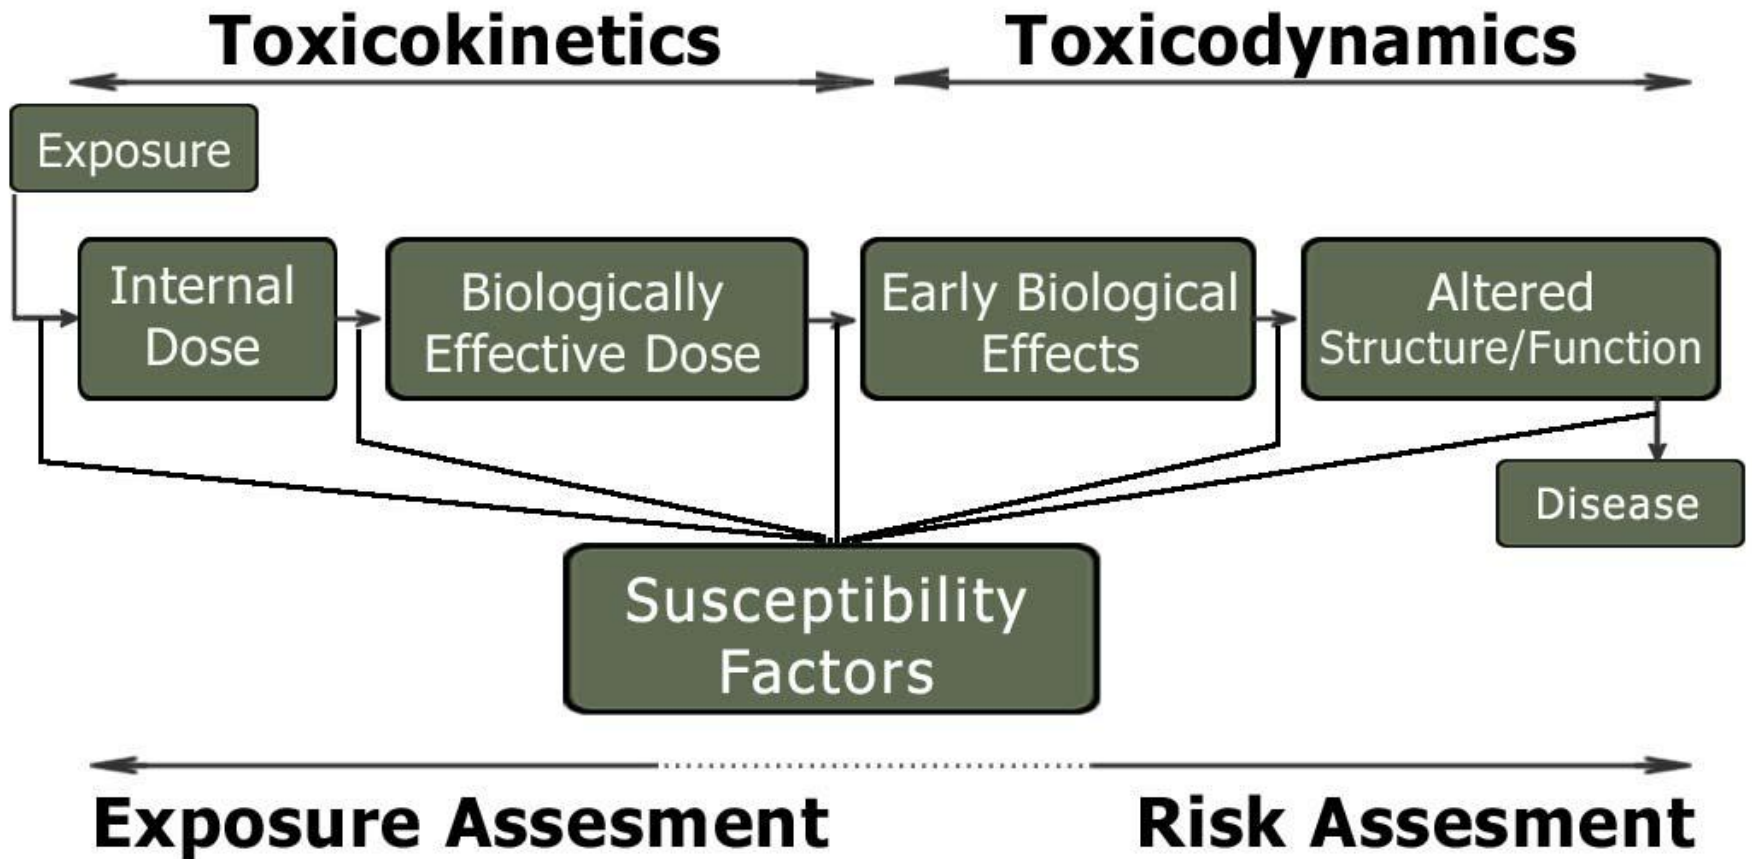 Toxicokinetics
Toxicodynamics
Exposure
Internal
Dose
Biologically
Effective Dose
Early Biological
Effects
Altered
Structure/Function
Disease
Susceptibility
Factors
Exposure Assesment
Risk Assesment